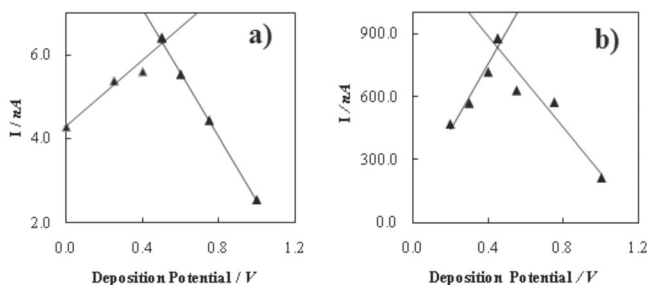 a)
6.0
4.0
2.0
I / nA
0.0
0.4
0.8
1.2
Deposition Potential / V
b)
900.0
600.0
300.0
0.0
I / nA
0.0
0.4
0.8
1.2
Deposition Potential / V